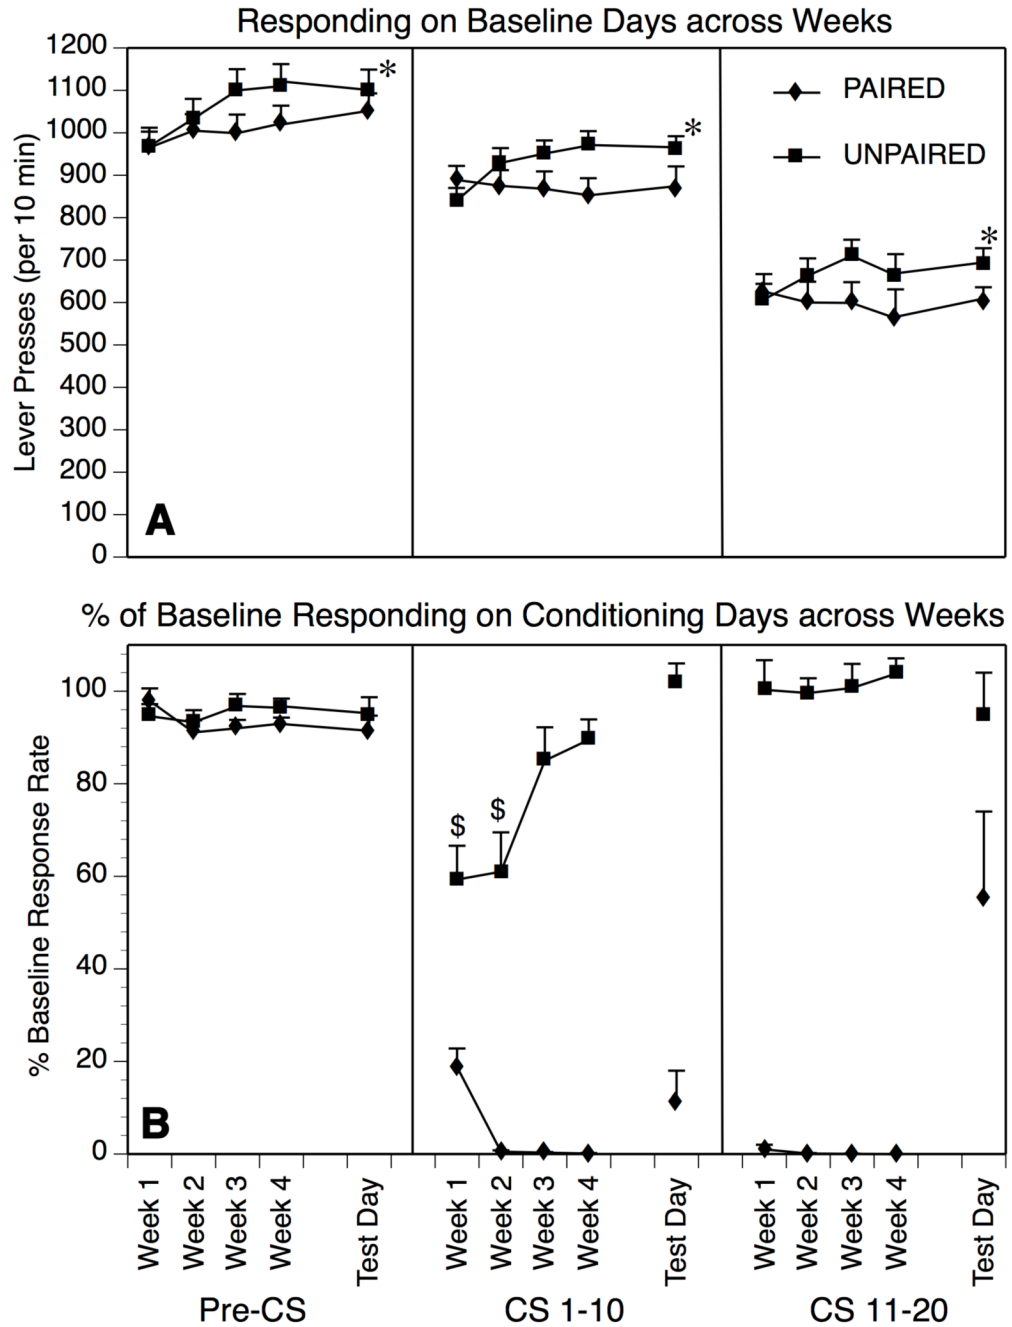 Responding on Baseline Days across Weeks
Lever Presses (per 10 min)
1200
1100
1000
900
800
700
600
500
400
300
200
100
0
*
*
*
PAIRED
UNPAIRED
A
% of Baseline Responding on Conditioning Days across Weeks
% Baseline Response Rate
100
80
60
40
20
0
$
$
B
Week 1
Week 2
Week 3
Week 4
Test Day
Week 1
Week 2
Week 3
Week 4
Test Day
Week 1
Week 2
Week 3
Week 4
Test Day
Pre-CS
CS 1-10
CS 11-20